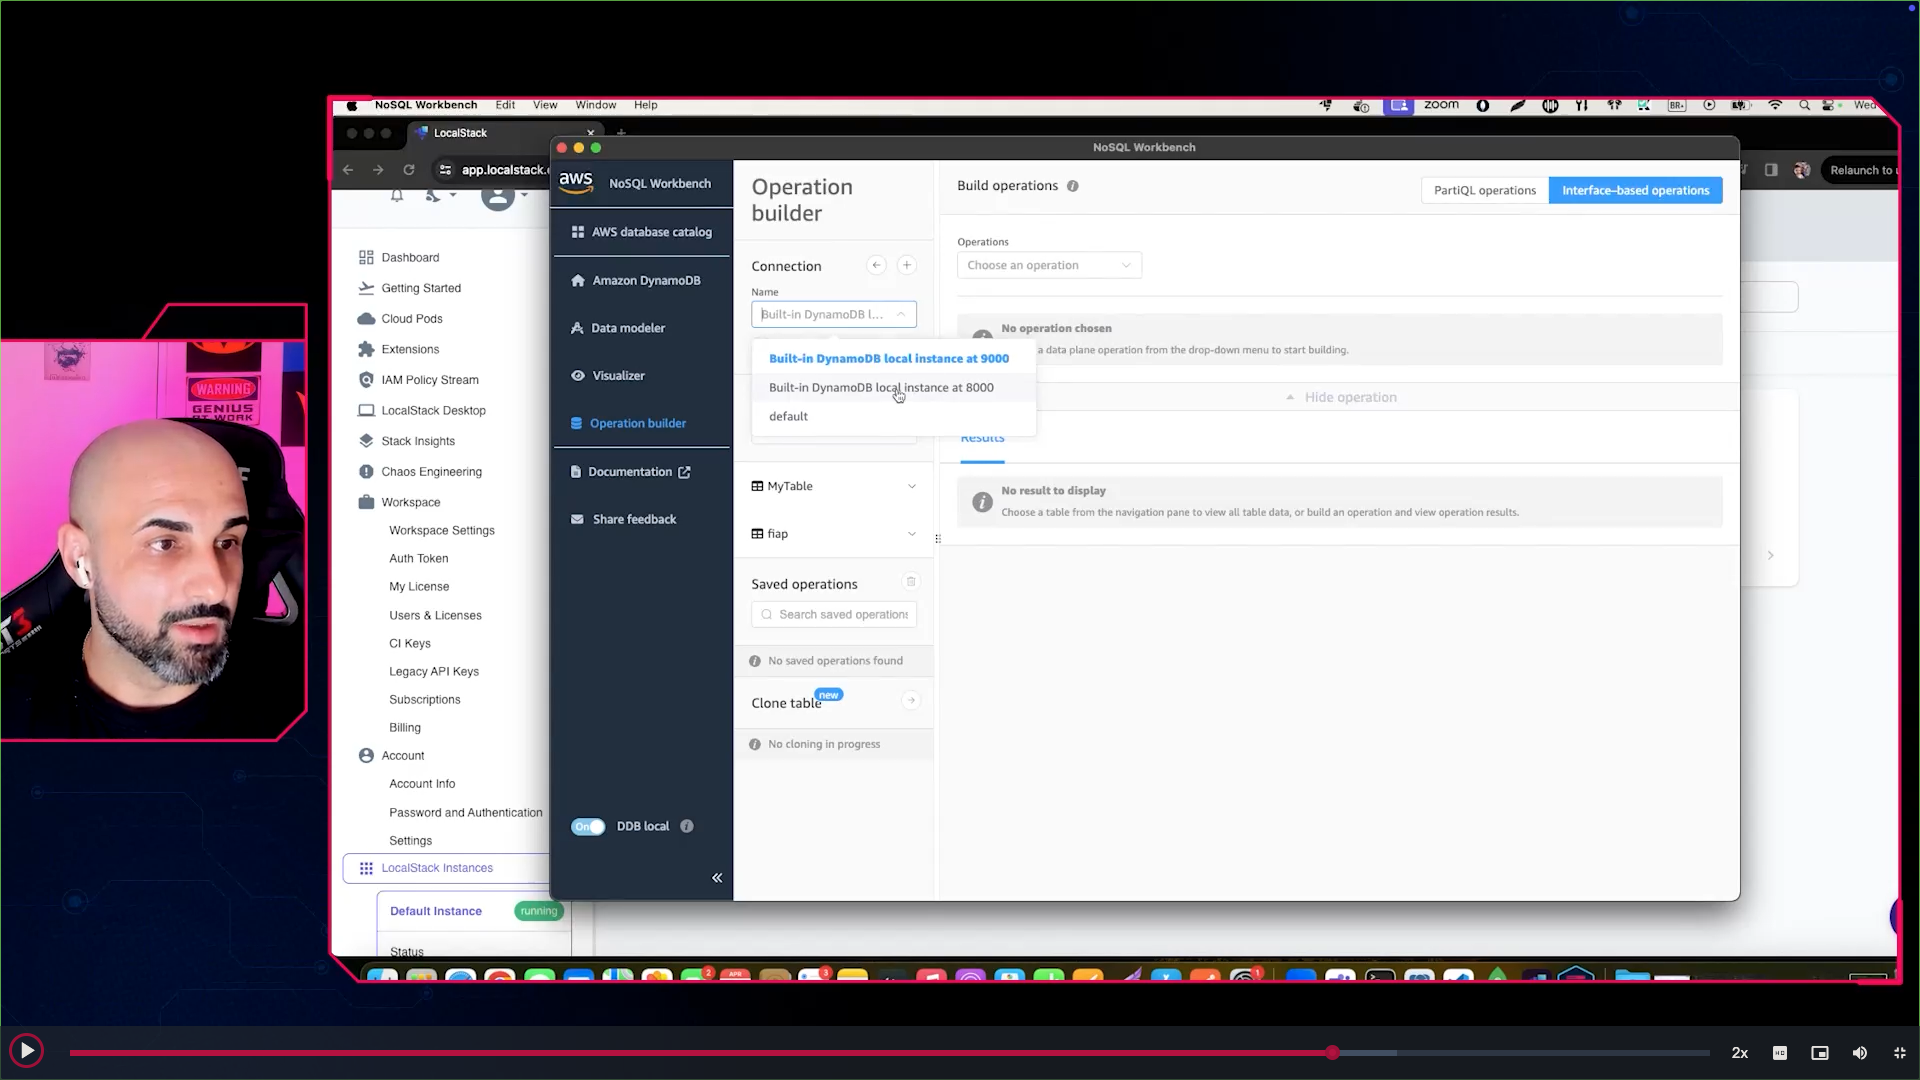 WARNING
GENIUS
AT WORK
NoSQL Workbench
Edit
View
Window
Help
zoom
Wed
LocalStack
app.localstack.
Relaunch to
Dashboard
Getting Started
Cloud Pods
Extensions
IAM Policy Stream
LocalStack Desktop
Stack Insights
Chaos Engineering
Workspace
Workspace Settings
Auth Token
My License
Users & Licenses
CI Keys
Legacy API Keys
Subscriptions
Billing
Account
Account Info
Password and Authentication
Settings
LocalStack Instances
Default Instance
running
Status
NoSQL Workbench
aws
NoSQL Workbench
AWS database catalog
Amazon DynamoDB
Data modeler
Visualizer
Operation builder
Documentation
Share feedback
On
DDB local
Operation
builder
Connection
Name
Built-in DynamoDB l...
Built-in DynamoDB local instance at 9000
Built-in DynamoDB local instance at 8000
default
MyTable
fiap
Saved operations
Search saved operations
No saved operations found
Clone table
new
No cloning in progress
Build operations
PartiQL operations
Interface-based operations
Operations
Choose an operation
No operation chosen
a data plane operation from the drop-down menu to start building.
Hide operation
Results
No result to display
Choose a table from the navigation pane to view all table data, or build an operation and view operation results.
2
3
1
2x